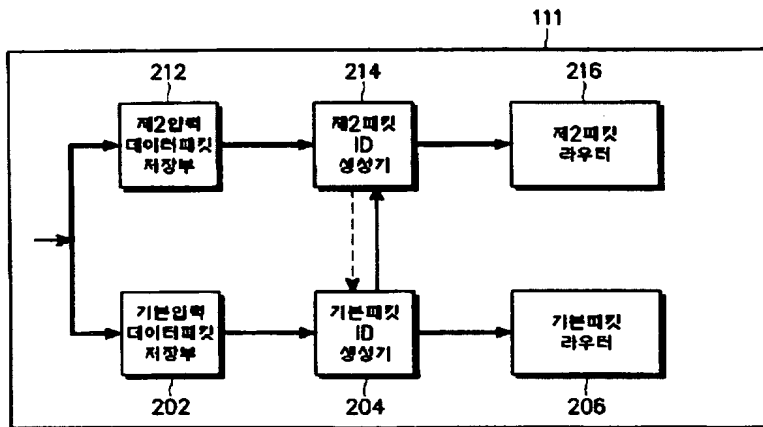 111
212
214
216
제2입력
데이터패킷
저장부
제2패킷
ID
생성기
제2패킷
라우터
기본입력
데이터패킷
저장부
기본패킷
ID
생성기
기본패킷
라우터
202
204
206